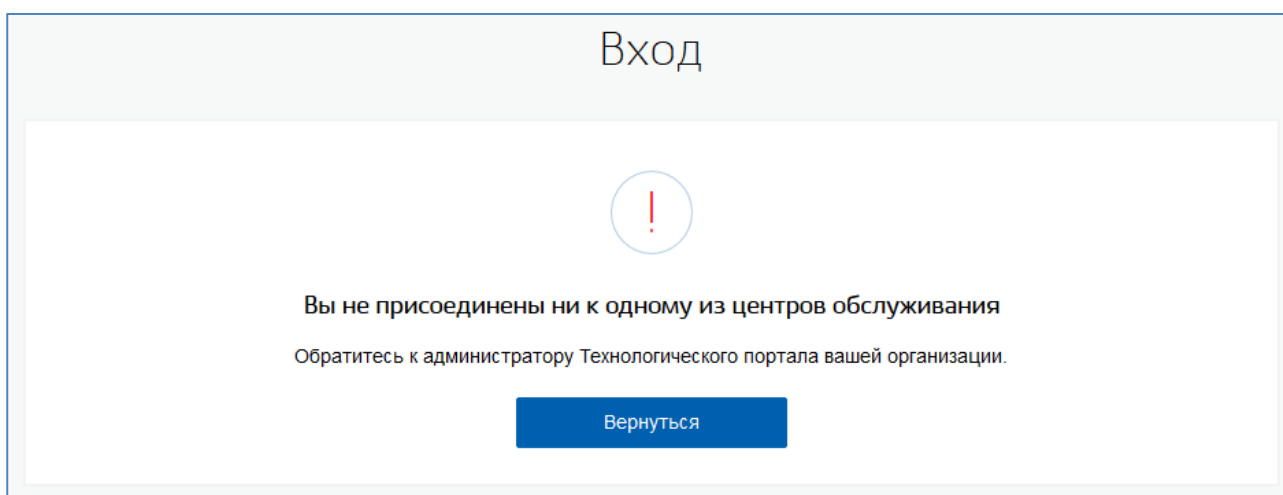 Вход
Вы не присоединены ни к одному из центров обслуживания
Обратитесь к администратору Технологического портала вашей организации.
Вернуться